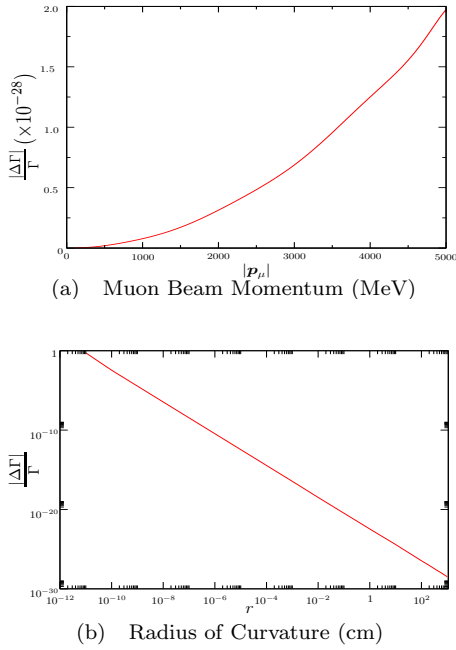 2.0
1.5
1.0
0.5
0
|ΔΓ|/Γ (×10⁻²⁸)
0 1000 2000 3000 4000 5000
|p_μ|
(a) Muon Beam Momentum (MeV)
1
10⁻¹⁰
10⁻²⁰
10⁻³⁰
|ΔΓ|/Γ
10⁻¹² 10⁻¹⁰ 10⁻⁸ 10⁻⁶ 10⁻⁴ 10⁻² 1 10²
r
(b) Radius of Curvature (cm)